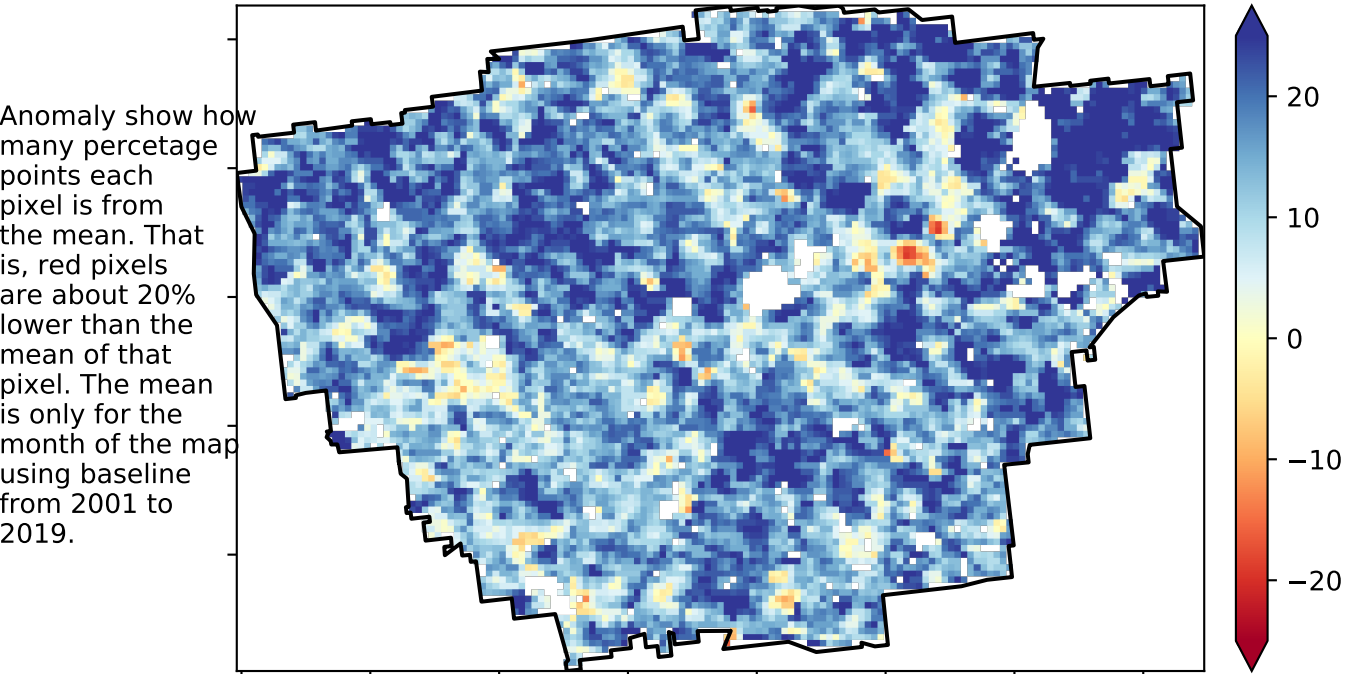 Anomaly show how
many percetage
points each
pixel is from
the mean. That
is, red pixels
are about 20%
lower than the
mean of that
pixel. The mean
is only for the
month of the map
using baseline
from 2001 to
2019.
20
10
0
−10
−20